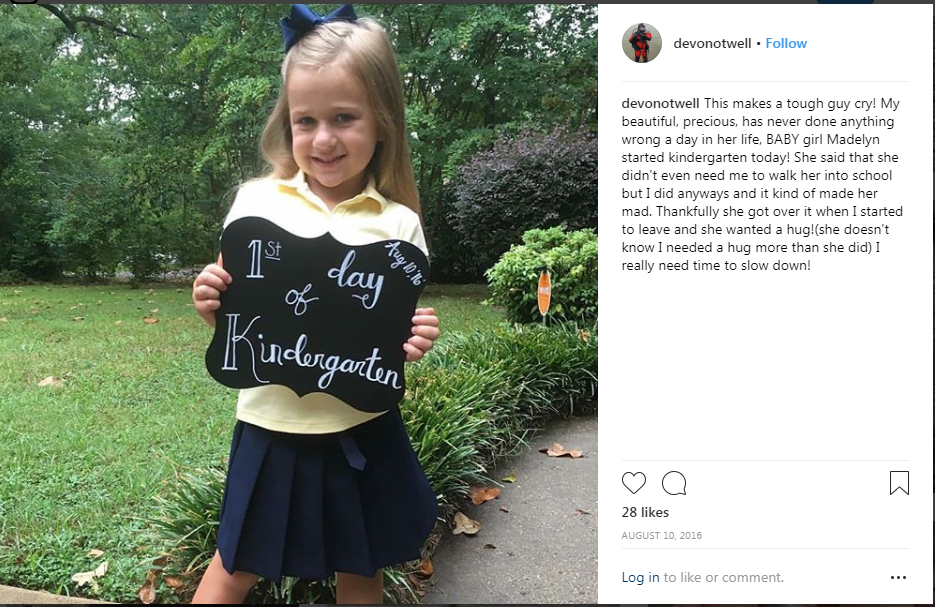 devonotwell • Follow
devonotwell This makes a tough guy cry! My
beautiful, precious, has never done anything
wrong a day in her life, BABY girl Madelyn
started kindergarten today! She said that she
didn't even need me to walk her into school
but I did anyways and it kind of made her
mad. Thankfully she got over it when I started
to leave and she wanted a hug!(she doesn't
know I needed a hug more than she did) I
really need time to slow down!
1st day
Aug 10, '16
of
Kindergarten
28 likes
AUGUST 10, 2016
Log in to like or comment.